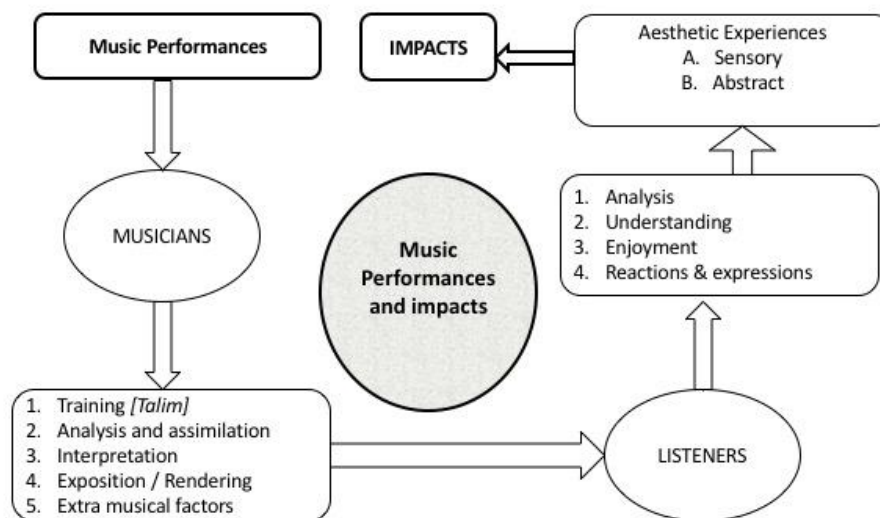 Music Performances
MUSICIANS
1. Training [Talim]
2. Analysis and assimilation
3. Interpretation
4. Exposition / Rendering
5. Extra musical factors
LISTENERS
1. Analysis
2. Understanding
3. Enjoyment
4. Reactions & expressions
Aesthetic Experiences
A. Sensory
B. Abstract
IMPACTS
Music
Performances
and impacts